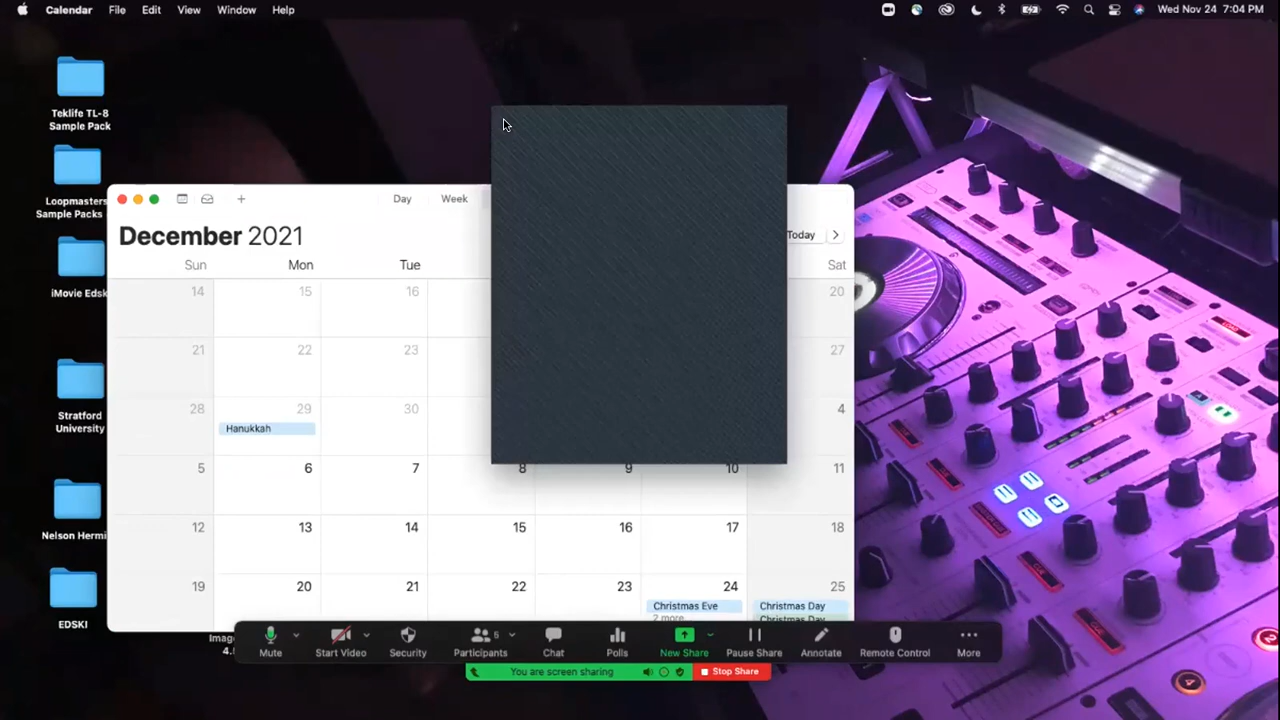 Calendar File Edit View Window Help
Wed Nov 24 7:04 PM
Teklife TL-8
Sample Pack
Loopmasters
Sample Packs
iMovie Edsk
Stratford
University
Nelson Hermi
EDSKI
Day Week
December 2021
Today
Sun Mon Tue Sat
14 15 16 20
21 22 23 27
28 29 30 4
Hanukkah
5 6 7 8 9 10 11
12 13 14 15 16 17 18
19 20 21 22 23 24 25
Christmas Eve Christmas Day
2 more...
Christmas Day
Mute Start Video Security Participants 6 Chat Polls New Share Pause Share Annotate Remote Control More
You are screen sharing Stop Share